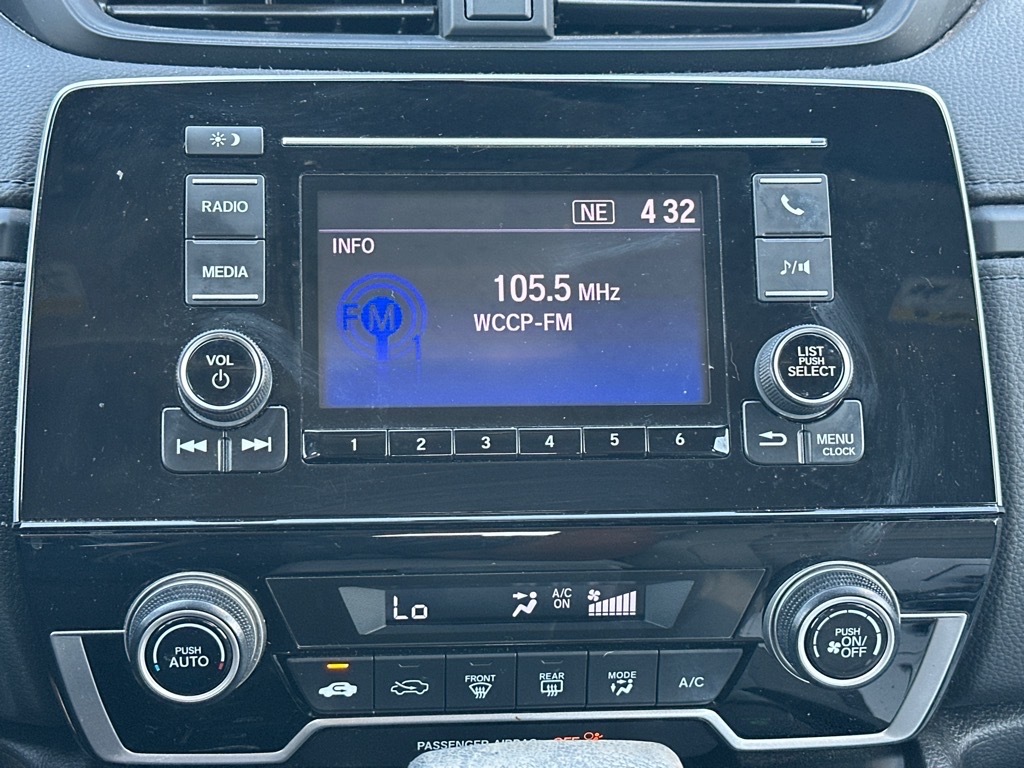 NE 4 32
INFO
105.5 MHz
WCCP-FM
FM
1
RADIO
MEDIA
VOL
LIST
PUSH
SELECT
1 2 3 4 5 6
MENU
CLOCK
Lo
A/C
ON
PUSH
AUTO
PUSH
ON/
OFF
FRONT
REAR
MODE
A/C
PASSENGER AIRBAG OFF